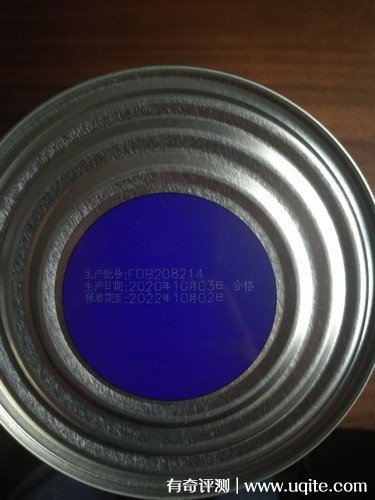 生产批号:FDB208214
生产日期:2020年10月03日 合格
保质期至:2022年10月02日
有奇评测 | www.uqite.com